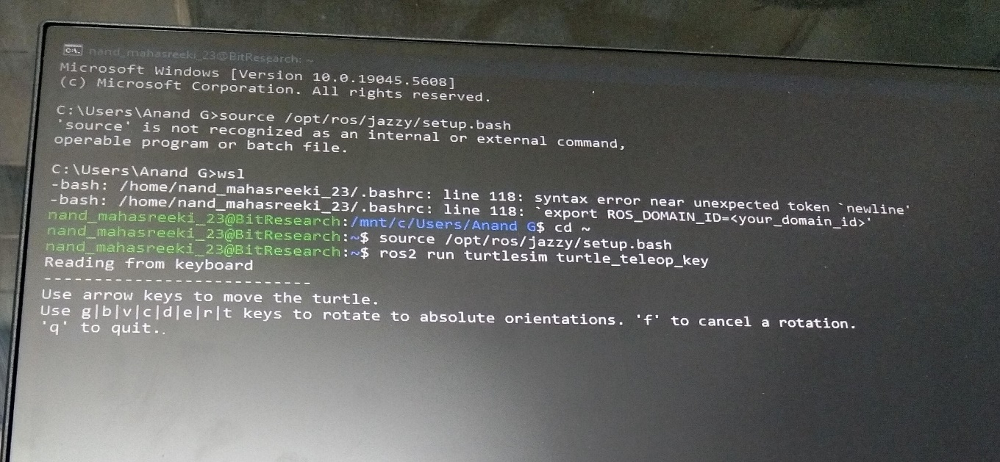 nand_mahasreeki_23@BitResearch: ~
Microsoft Windows [Version 10.0.19045.5608]
(c) Microsoft Corporation. All rights reserved.
C:\Users\Anand G>source /opt/ros/jazzy/setup.bash
'source' is not recognized as an internal or external command,
operable program or batch file.
C:\Users\Anand G>wsl
-bash: /home/nand_mahasreeki_23/.bashrc: line 118: syntax error near unexpected token `newline'
-bash: /home/nand_mahasreeki_23/.bashrc: line 118: `export ROS_DOMAIN_ID=<your_domain_id>'
nand_mahasreeki_23@BitResearch:/mnt/c/Users/Anand G$ cd ~
nand_mahasreeki_23@BitResearch:~$ source /opt/ros/jazzy/setup.bash
nand_mahasreeki_23@BitResearch:~$ ros2 run turtlesim turtle_teleop_key
Reading from keyboard
---------------------------
Use arrow keys to move the turtle.
Use g|b|v|c|d|e|r|t keys to rotate to absolute orientations. 'f' to cancel a rotation.
'q' to quit..